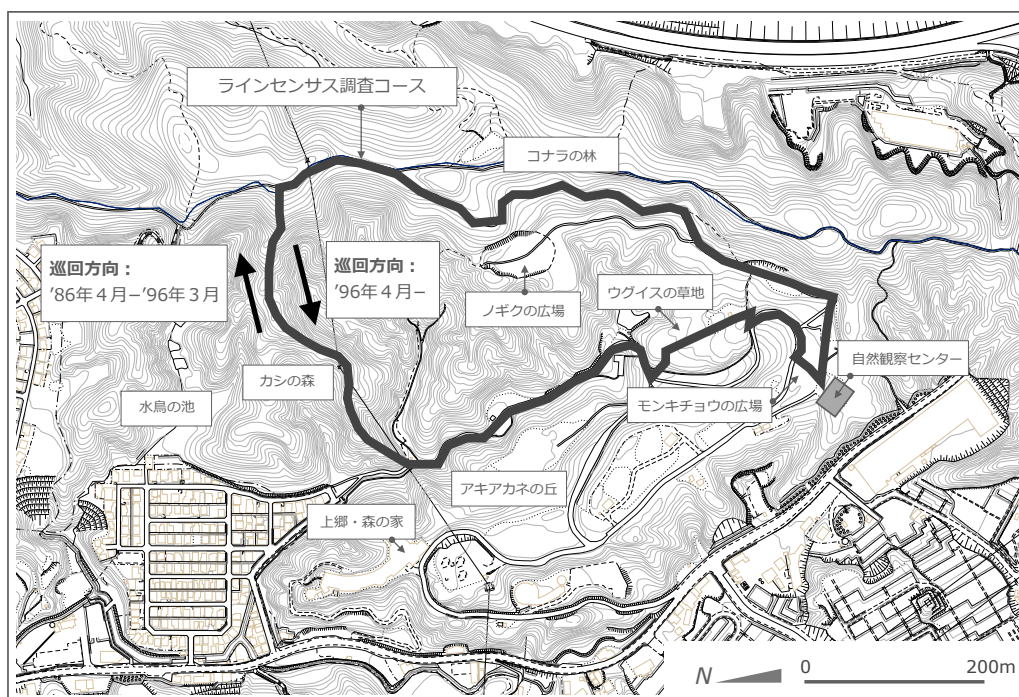 ラインセンサス調査コース
コナラの林
巡回方向：
’86年４月−’96年３月
巡回方向：
’96年４月−
ノギクの広場
ウグイスの草地
自然観察センター
カシの森
水鳥の池
モンキチョウの広場
アキアカネの丘
上郷・森の家
N
0
200m